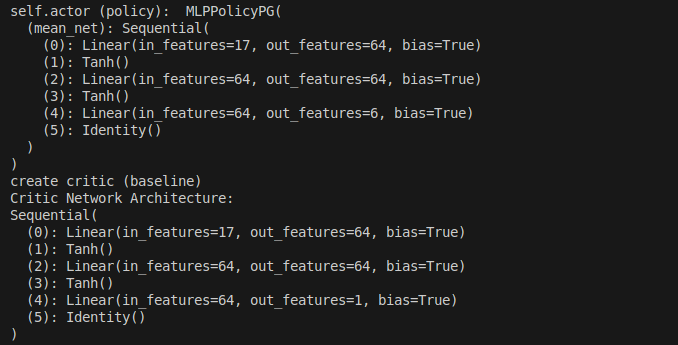 self.actor (policy):  MLPPolicyPG(
  (mean_net): Sequential(
    (0): Linear(in_features=17, out_features=64, bias=True)
    (1): Tanh()
    (2): Linear(in_features=64, out_features=64, bias=True)
    (3): Tanh()
    (4): Linear(in_features=64, out_features=6, bias=True)
    (5): Identity()
  )
)
create critic (baseline)
Critic Network Architecture:
Sequential(
  (0): Linear(in_features=17, out_features=64, bias=True)
  (1): Tanh()
  (2): Linear(in_features=64, out_features=64, bias=True)
  (3): Tanh()
  (4): Linear(in_features=64, out_features=1, bias=True)
  (5): Identity()
)